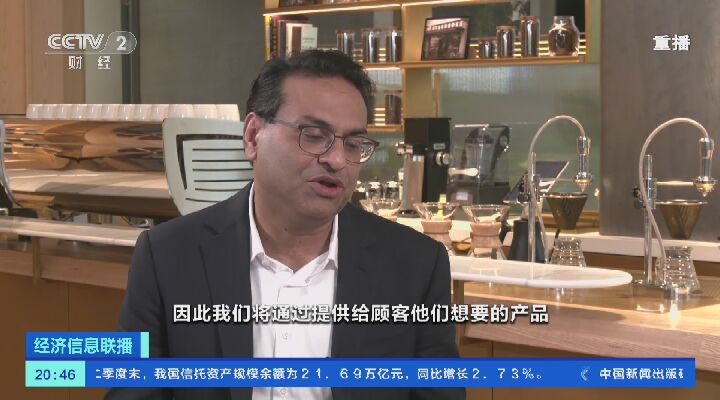 CCTV 2
财经
重播
因此我们将通过提供给顾客他们想要的产品
经济信息联播
20:46
二季度末,我国信托资产规模余额为21.69万亿元,同比增长2.73%。
中国新闻出版研